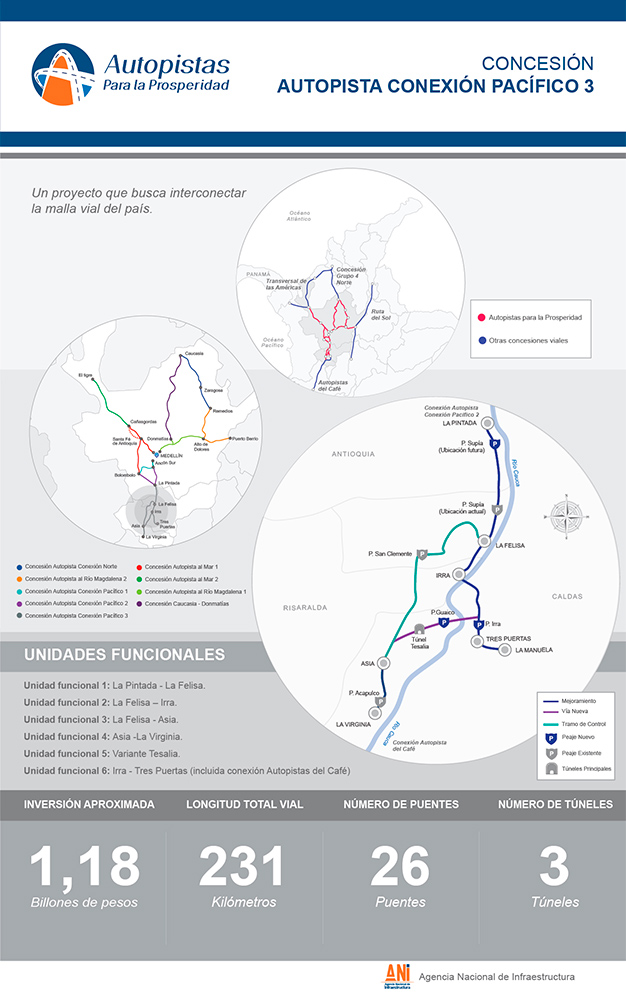 Autopistas
Para la Prosperidad
CONCESIÓN
AUTOPISTA CONEXIÓN PACÍFICO 3
Un proyecto que busca interconectar
la malla vial del país.
Océano
Atlántico
PANAMÁ
Transversal de
las Américas
Concesión
Grupo 4
Norte
Ruta
del Sol
Océano
Pacífico
Autopistas
del Café
Autopistas para la Prosperidad
Otras concesiones viales
Caucasia
El tigre
Zaragosa
Remedios
Cañasgordas
Santa Fé
de Antioquia
Donmatías
Alto de
Dolores
Puerto Berrío
MEDELLÍN
Ancón Sur
Bolombolo
La Pintada
La Felisa
Irra
Asia
Tres
Puertas
La Virginia
Concesión Autopista Conexión Norte
Concesión Autopista al Río Magdalena 2
Concesión Autopista Conexión Pacífico 1
Concesión Autopista Conexión Pacífico 2
Concesión Autopista Conexión Pacífico 3
Concesión Autopista al Mar 1
Concesión Autopista al Mar 2
Concesión Autopista al Río Magdalena 1
Concesión Caucasia - Donmatías
Conexión Autopista
Conexión Pacífico 2
LA PINTADA
P. Supía
(Ubicación futura)
ANTIOQUIA
Río Cauca
P. Supía
(Ubicación actual)
P. San Clemente
LA FELISA
IRRA
CALDAS
RISARALDA
P.Guaico
P. Irra
Túnel
Tesalia
TRES PUERTAS
LA MANUELA
ASIA
P. Acapulco
LA VIRGINIA
Río Cauca
Conexión Autopista
del Café
Mejoramiento
Vía Nueva
Tramo de Control
Peaje Nuevo
Peaje Existente
Túneles Principales
UNIDADES FUNCIONALES
Unidad funcional 1: La Pintada - La Felisa.
Unidad funcional 2: La Felisa – Irra.
Unidad funcional 3: La Felisa - Asia.
Unidad funcional 4: Asia -La Virginia.
Unidad funcional 5: Variante Tesalia.
Unidad funcional 6: Irra - Tres Puertas (incluida conexión Autopistas del Café)
INVERSIÓN APROXIMADA
1,18
Billones de pesos
LONGITUD TOTAL VIAL
231
Kilómetros
NÚMERO DE PUENTES
26
Puentes
NÚMERO DE TÚNELES
3
Túneles
ANI
Agencia Nacional de
Infraestructura
Agencia Nacional de Infraestructura